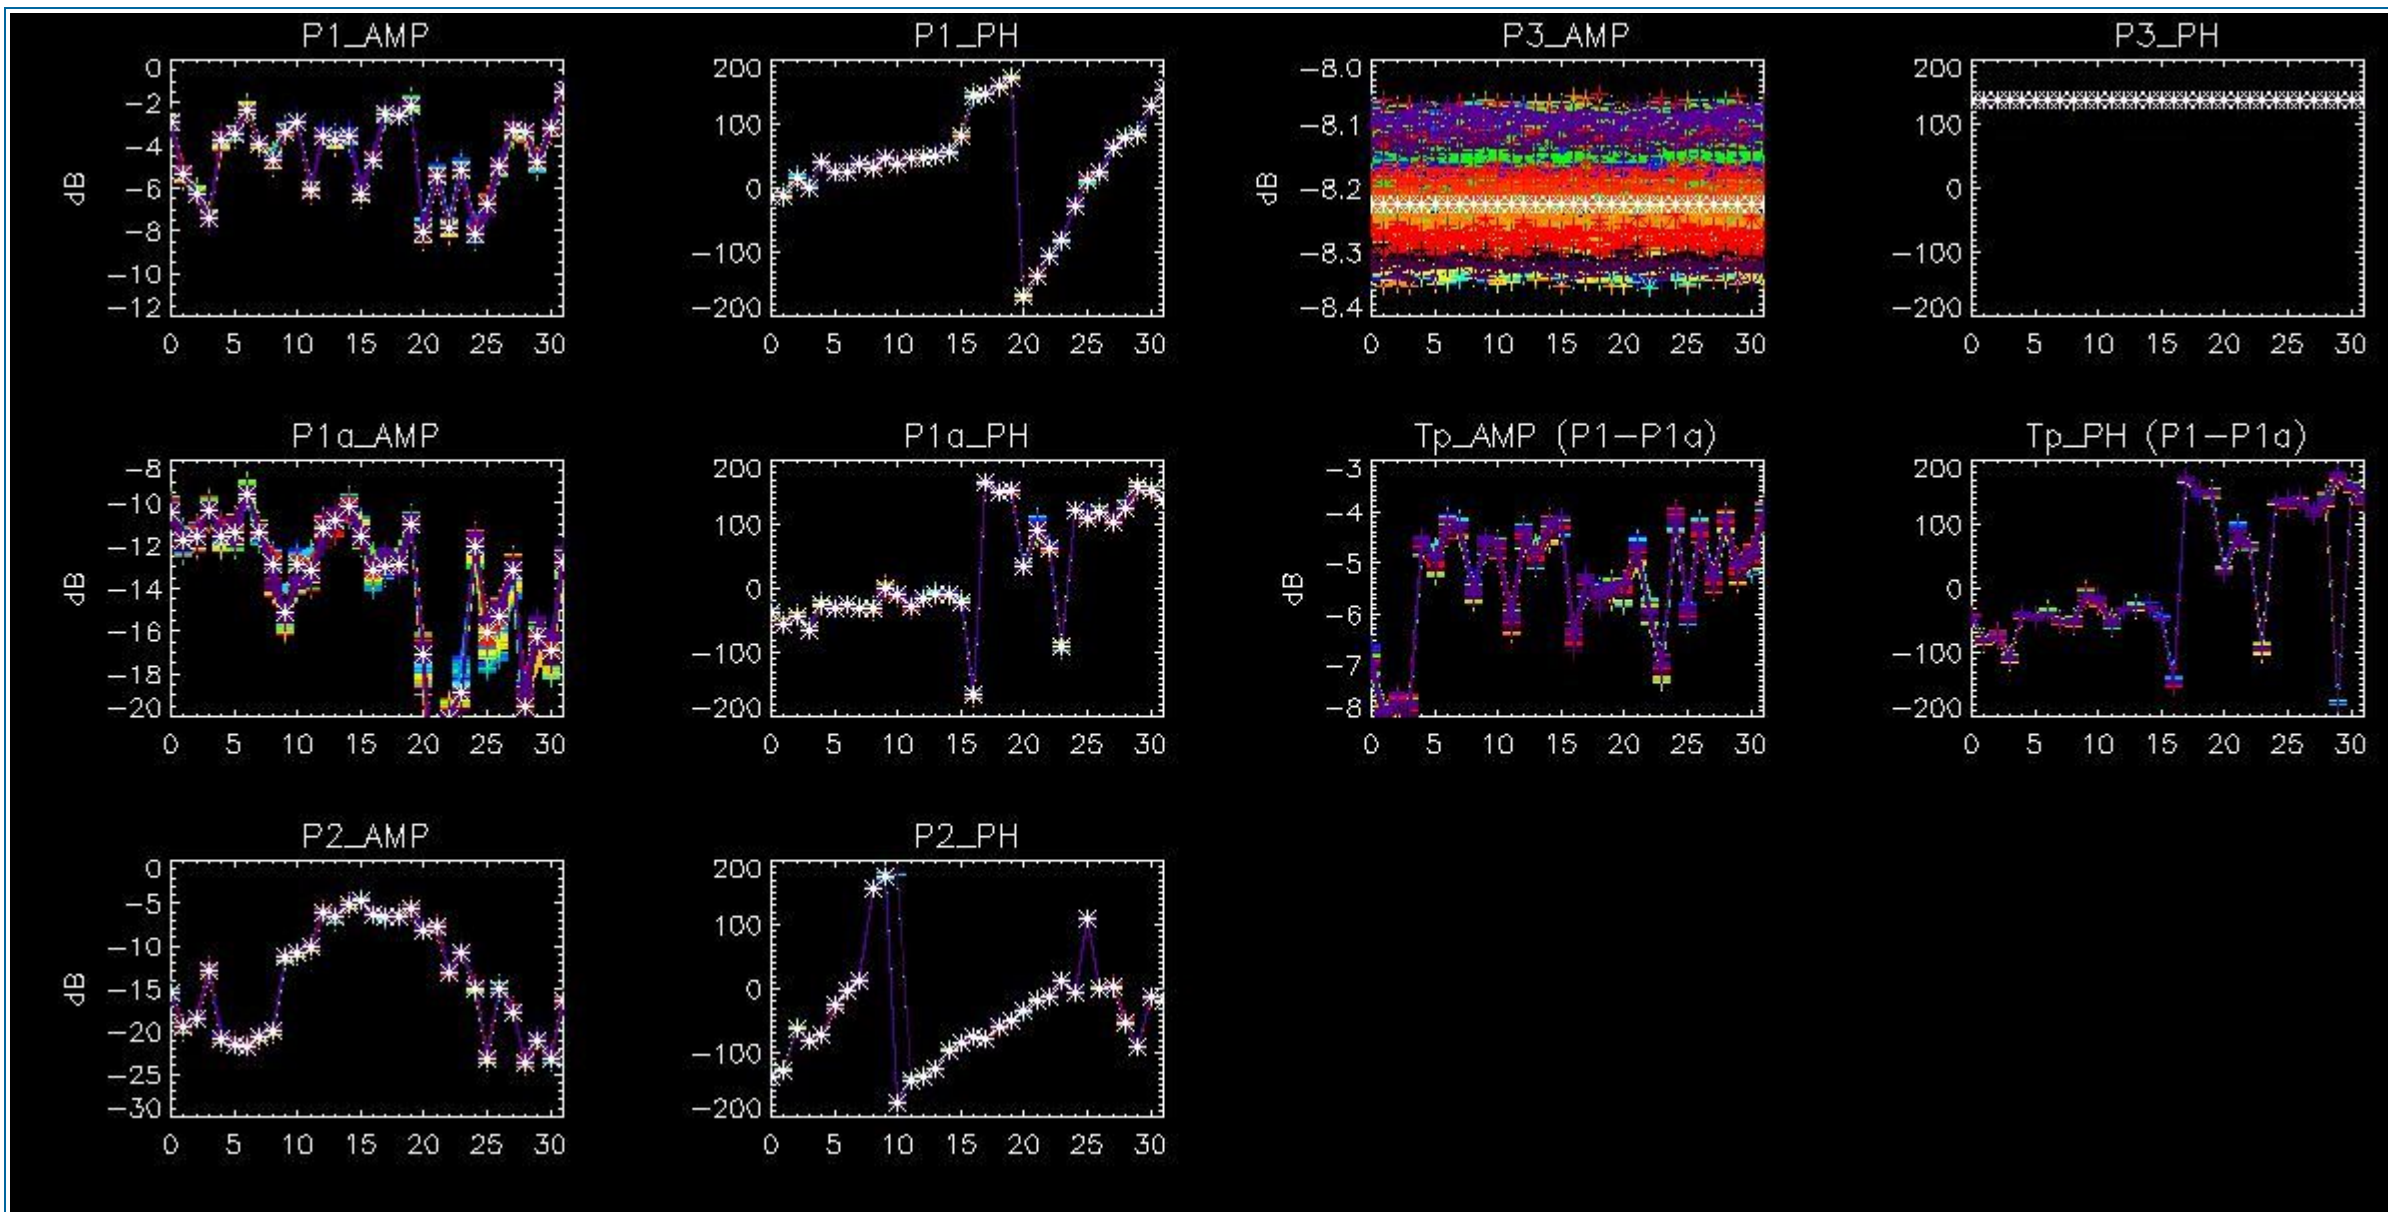 P1_AMP
P1_PH
P3_AMP
P3_PH
0
−2
−4
−6
−8
−10
−12
dB
0 5 10 15 20 25 30
200
100
0
−100
−200
0 5 10 15 20 25 30
−8.0
−8.1
−8.2
−8.3
−8.4
dB
0 5 10 15 20 25 30
200
100
0
−100
−200
0 5 10 15 20 25 30
P1a_AMP
P1a_PH
Tp_AMP (P1−P1a)
Tp_PH (P1−P1a)
−8
−10
−12
−14
−16
−18
−20
dB
0 5 10 15 20 25 30
200
100
0
−100
−200
0 5 10 15 20 25 30
−3
−4
−5
−6
−7
−8
dB
0 5 10 15 20 25 30
200
100
0
−100
−200
0 5 10 15 20 25 30
P2_AMP
P2_PH
0
−5
−10
−15
−20
−25
−30
dB
0 5 10 15 20 25 30
200
100
0
−100
−200
0 5 10 15 20 25 30